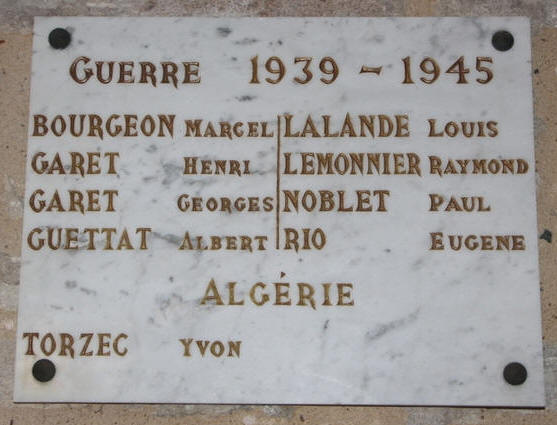 GUERRE 1939 - 1945
BOURGEON MARCEL LALANDE LOUIS
GARET HENRI LEMONNIER RAYMOND
GARET GEORGES NOBLET PAUL
GUETTAT ALBERT RIO EUGENE
ALGÉRIE
TORZEC YVON